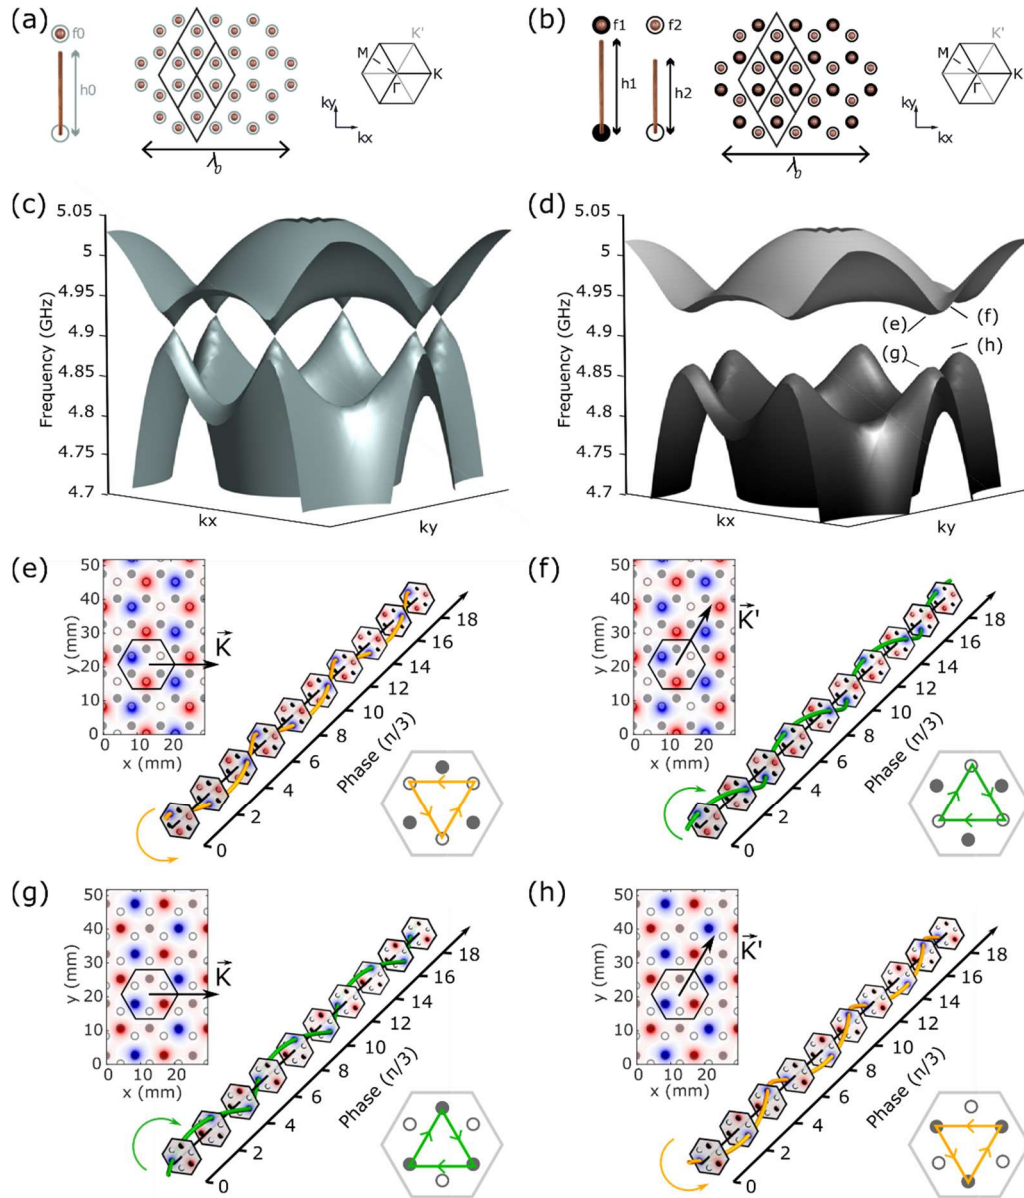 (a)
f0
h0
λ0
M
K'
K
Γ
ky
kx
(b)
f1
f2
h1
h2
λ0
M
K'
K
Γ
ky
kx
(c)
5.05
5
4.95
4.9
4.85
4.8
4.75
4.7
Frequency (GHz)
kx
ky
(d)
5.05
5
4.95
4.9
4.85
4.8
4.75
4.7
Frequency (GHz)
kx
ky
(e)
(f)
(g)
(h)
(e)
50
40
30
20
10
0
y (mm)
0
20
x (mm)
K
0
2
4
6
8
10
12
14
16
18
Phase (π/3)
(f)
50
40
30
20
10
0
y (mm)
0
20
x (mm)
K'
0
2
4
6
8
10
12
14
16
18
Phase (π/3)
(g)
50
40
30
20
10
0
y (mm)
0
20
x (mm)
K
0
2
4
6
8
10
12
14
16
18
Phase (π/3)
(h)
50
40
30
20
10
0
y (mm)
0
20
x (mm)
K'
0
2
4
6
8
10
12
14
16
18
Phase (π/3)